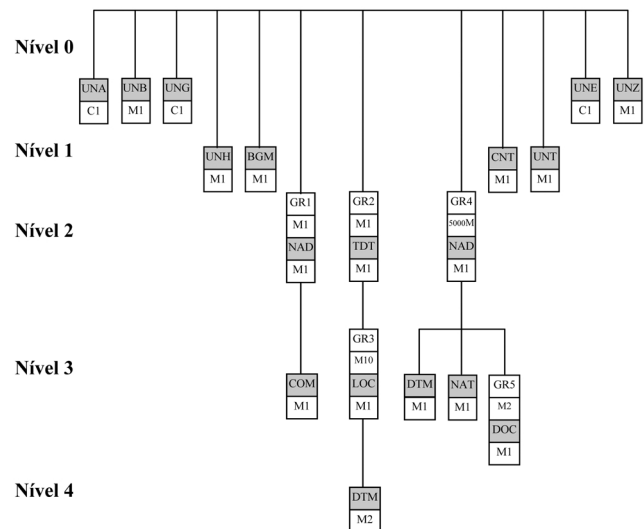 Nível 0
UNA UNB UNG UNE UNZ
C1 M1 C1 C1 M1
Nível 1
UNH BGM CNT UNT
M1 M1 M1 M1
Nível 2
GR1 GR2 GR4
M1 M1 5000M
NAD TDT NAD
M1 M1 M1
Nível 3
GR3
M10
COM LOC DTM NAT GR5
M1 M1 M1 M1 M2
DOC
M1
Nível 4
DTM
M2